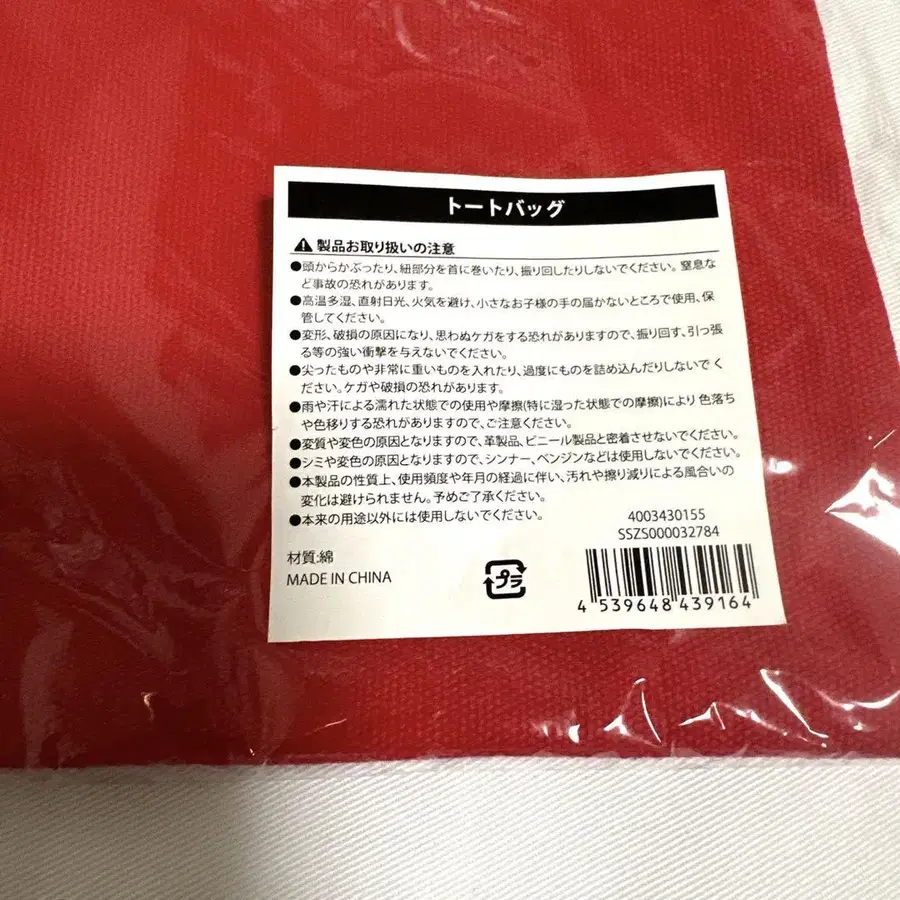 トートバッグ
製品お取り扱いの注意
●頭からかぶったり、紐部分を首に巻いたり、振り回したりしないでください。窒息な
ど事故の恐れがあります。
●高温多湿、直射日光、火気を避け、小さなお子様の手の届かないところで使用、保
管してください。
●変形、破損の原因になり、思わぬケガをする恐れがありますので、振り回す、引っ張
る等の強い衝撃を与えないでください。
●尖ったものや非常に重いものを入れたり、過度にものを詰め込んだりしないでく
ださい。ケガや破損の恐れがあります。
●雨や汗による濡れた状態での使用や摩擦(特に湿った状態での摩擦)により色落ち
や色移りする恐れがありますので、ご注意ください。
●変質や変色の原因となりますので、革製品、ビニール製品と密着させないでください。
●シミや変色の原因となりますので、シンナー、ベンジンなどは使用しないでください。
●本製品の性質上、使用頻度や年月の経過に伴い、汚れや擦り減りによる風合いの
変化は避けられません。予めご了承ください。
●本来の用途以外には使用しないでください。
4003430155
SSZS000032784
材質:綿
MADE IN CHINA
プラ
4 539648 439164